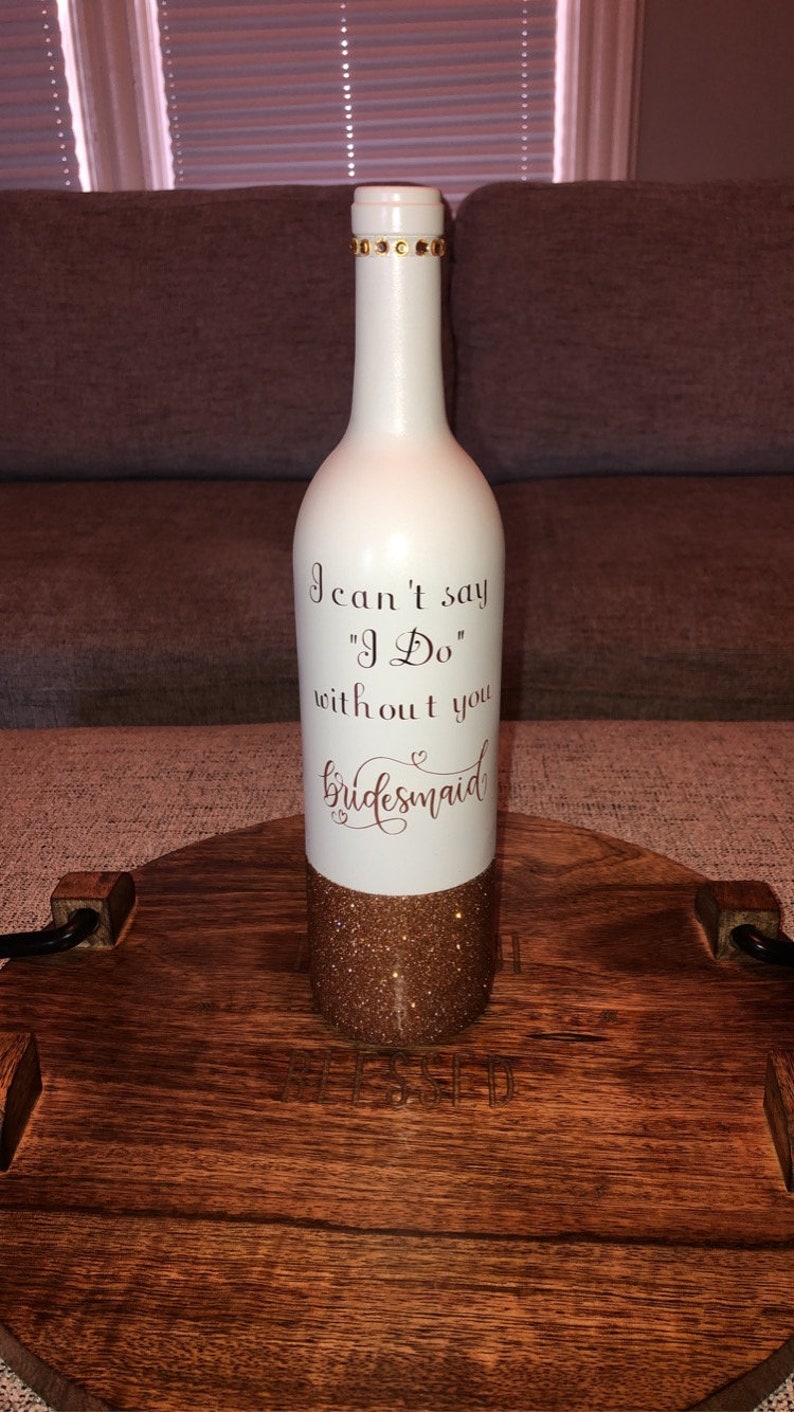 I can't say
"I Do"
without you
bridesmaid
BLESSED